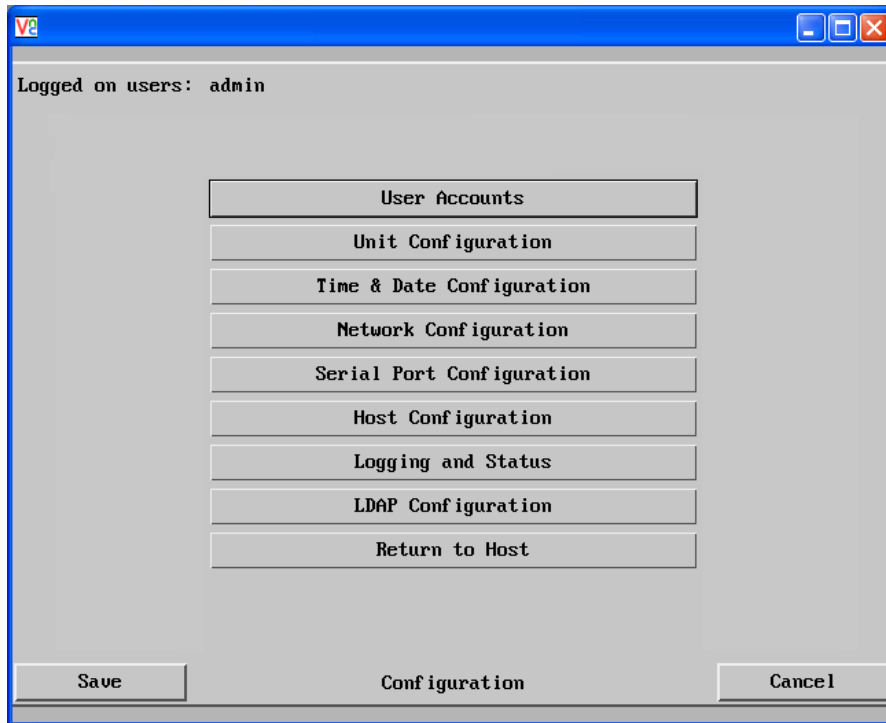 VNC
Logged on users: admin
User Accounts
Unit Configuration
Time & Date Configuration
Network Configuration
Serial Port Configuration
Host Configuration
Logging and Status
LDAP Configuration
Return to Host
Save Configuration Cancel